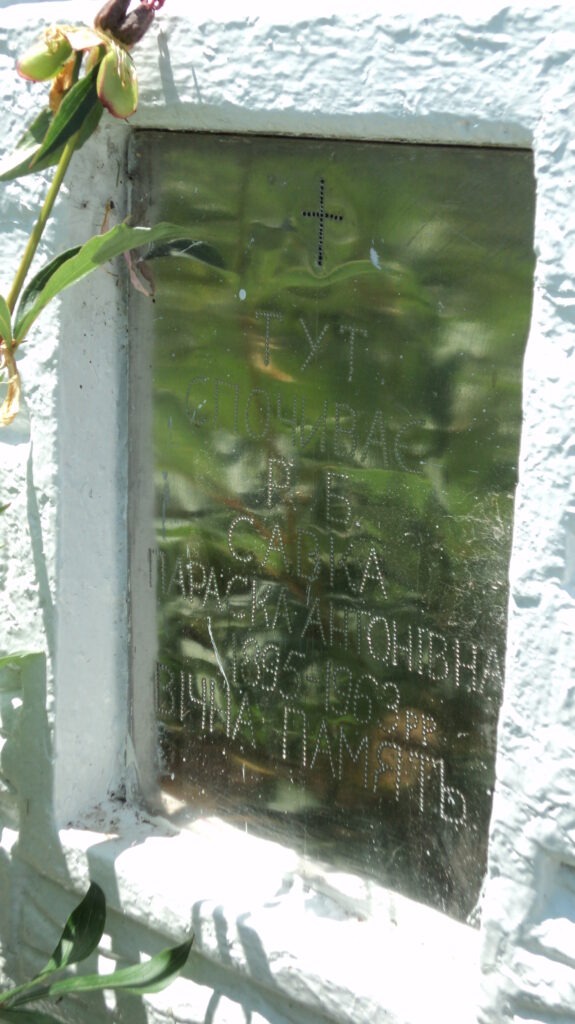 ТУТ
СПОЧИВАЄ
Р. Б.
САВКА
ПАРАСКА АНТОНІВНА
1885-1963 рр
ВІЧНА ПАМЯТЬ